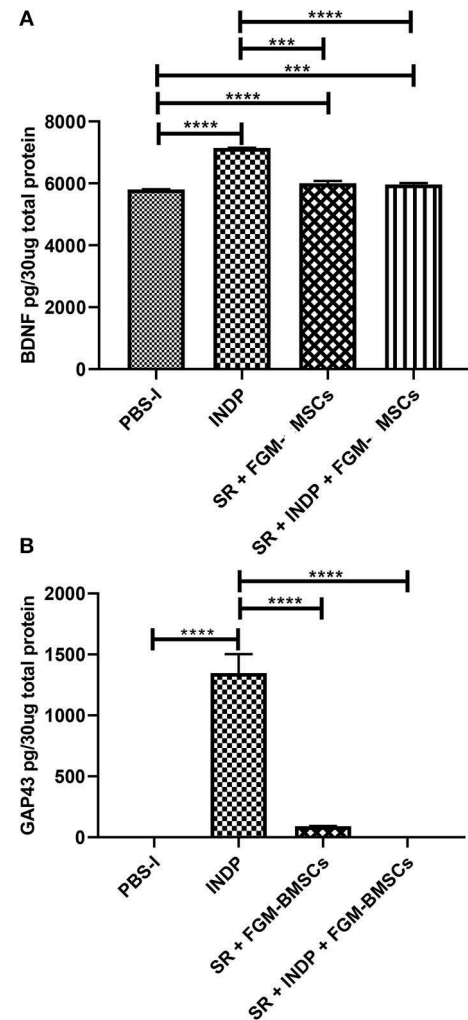 A
****
***
***
****
****
BDNF pg/30ug total protein
8000
6000
4000
2000
0
PBS-I
INDP
SR + FGM- MSCs
SR + INDP + FGM- MSCs
B
****
****
****
GAP43 pg/30ug total protein
2000
1500
1000
500
0
PBS-I
INDP
SR + FGM-BMSCs
SR + INDP + FGM-BMSCs